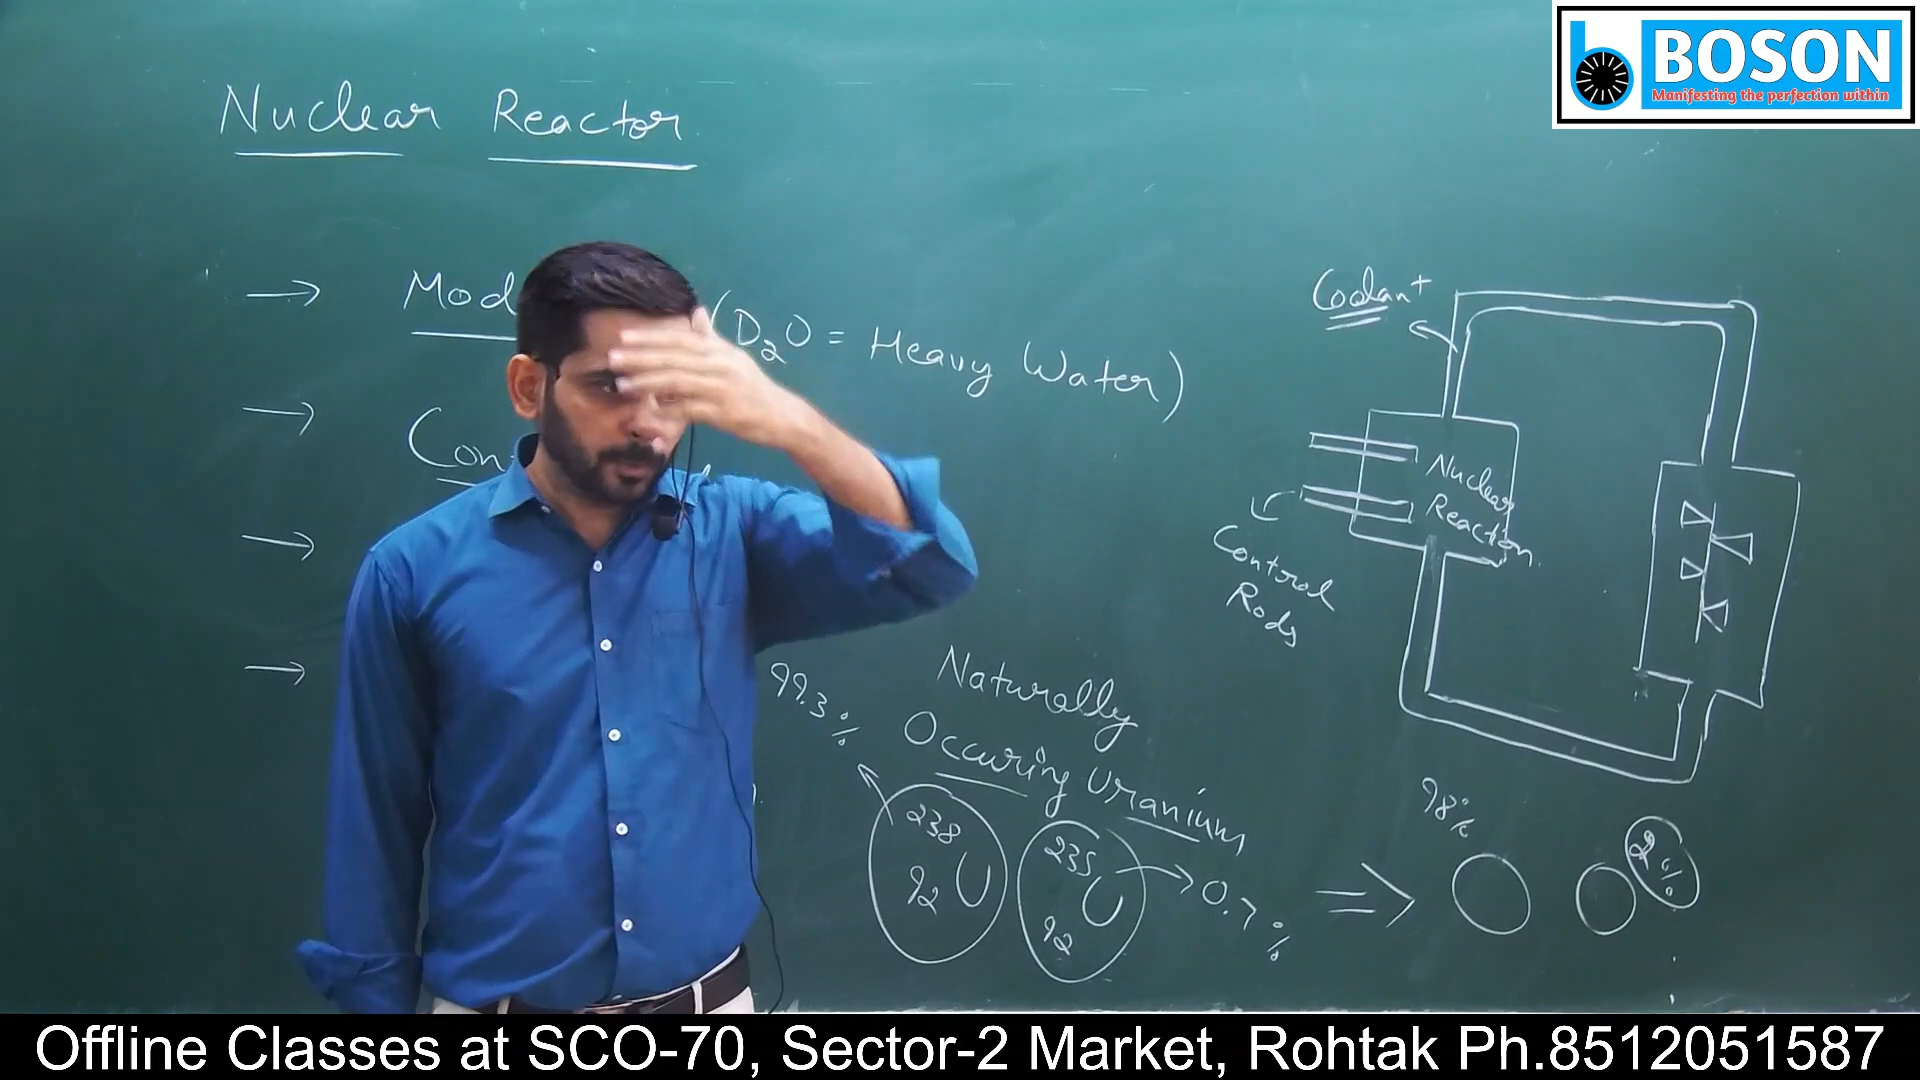 BOSON
Manifesting the perfection within
Nuclear Reactor
→ Mod (D2O = Heavy Water)
→ Con
→
→
Coolant
Nuclear
Reaction
Control
Rods
Naturally
Occuring Uranium
99.3%
238
92 U
235
92 U
→ 0.7%
⇒
98%
2%
Offline Classes at SCO-70, Sector-2 Market, Rohtak Ph.8512051587